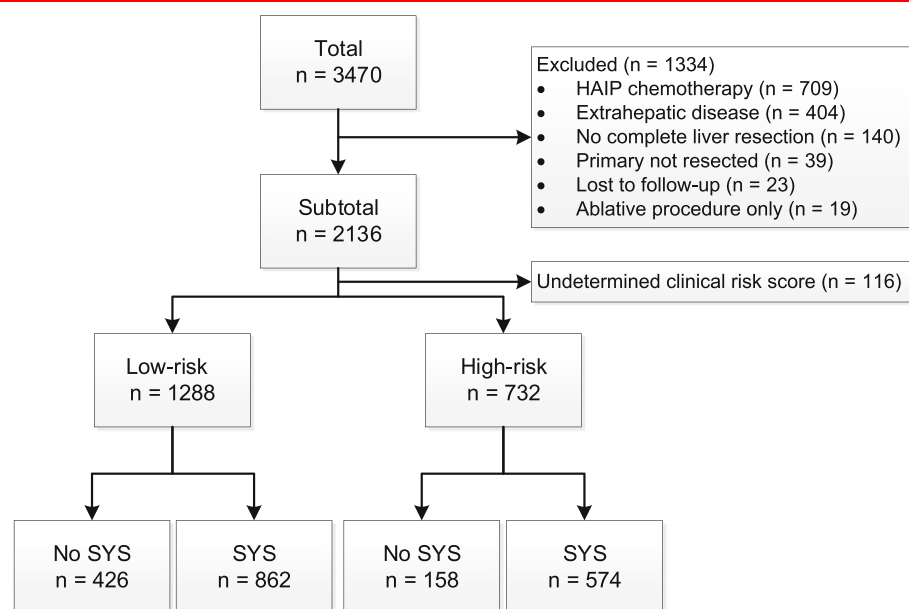 Total
n = 3470
Excluded (n = 1334)
• HAIP chemotherapy (n = 709)
• Extrahepatic disease (n = 404)
• No complete liver resection (n = 140)
• Primary not resected (n = 39)
• Lost to follow-up (n = 23)
• Ablative procedure only (n = 19)
Subtotal
n = 2136
Undetermined clinical risk score (n = 116)
Low-risk
n = 1288
High-risk
n = 732
No SYS
n = 426
SYS
n = 862
No SYS
n = 158
SYS
n = 574